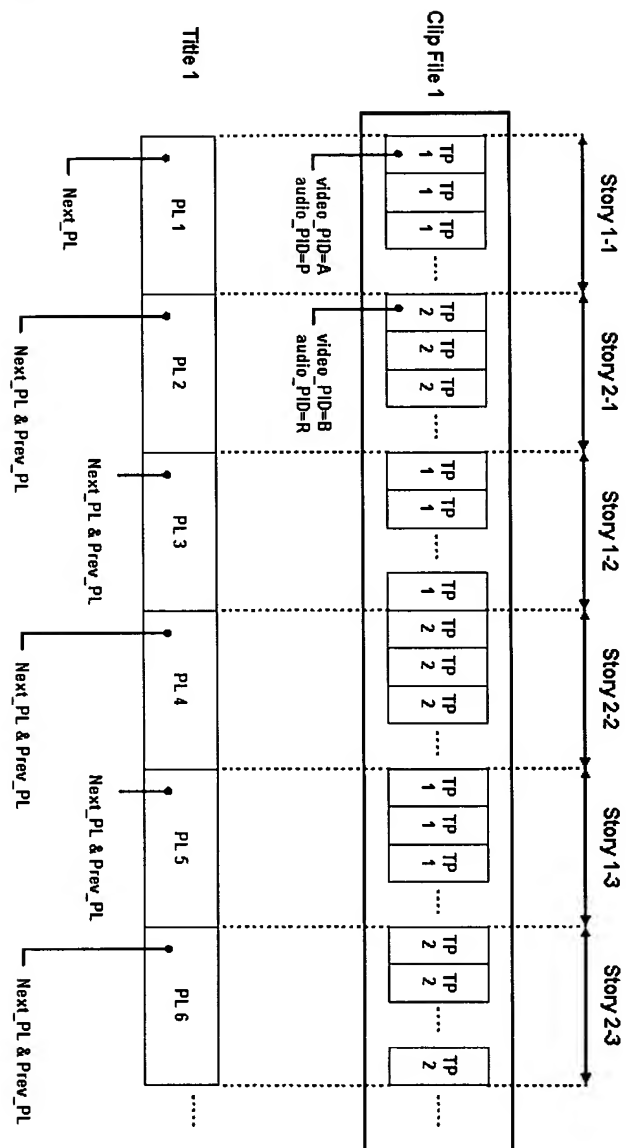 Story 1-1
Story 2-1
Story 1-2
Story 2-2
Story 1-3
Story 2-3
Clip File 1
TP 1
TP 1
TP 1
.....
TP 2
TP 2
TP 2
.....
TP 1
TP 1
.....
TP 1
TP 2
TP 2
TP 2
.....
TP 1
TP 1
TP 1
.....
TP 2
TP 2
.....
TP 2
.....
video_PID=A
audio_PID=P
video_PID=B
audio_PID=R
Title 1
PL 1
PL 2
PL 3
PL 4
PL 5
PL 6
.....
Next_PL
Next_PL & Prev_PL
Next_PL & Prev_PL
Next_PL & Prev_PL
Next_PL & Prev_PL
Next_PL & Prev_PL